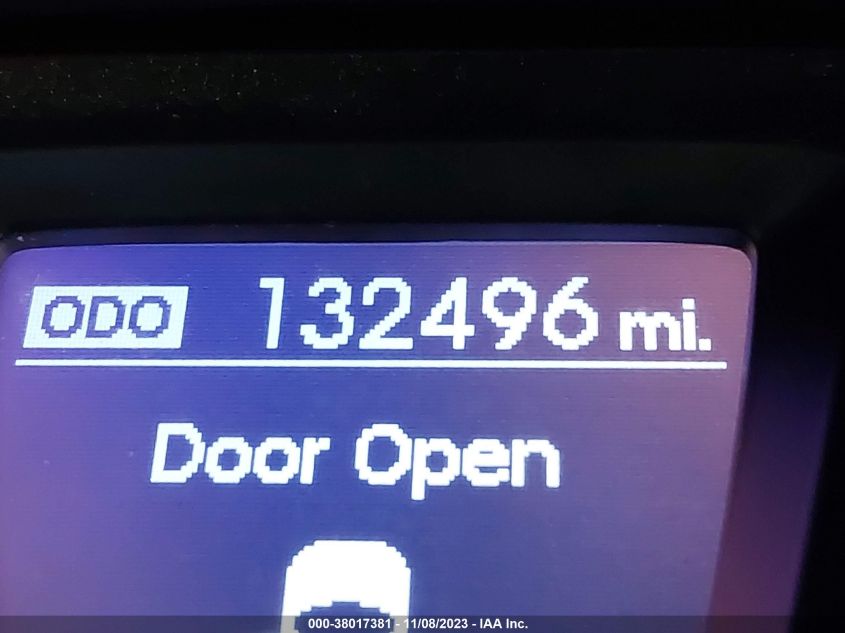 ODO 132496 mi.
Door Open
000-38017381 - 11/08/2023 - IAA Inc.